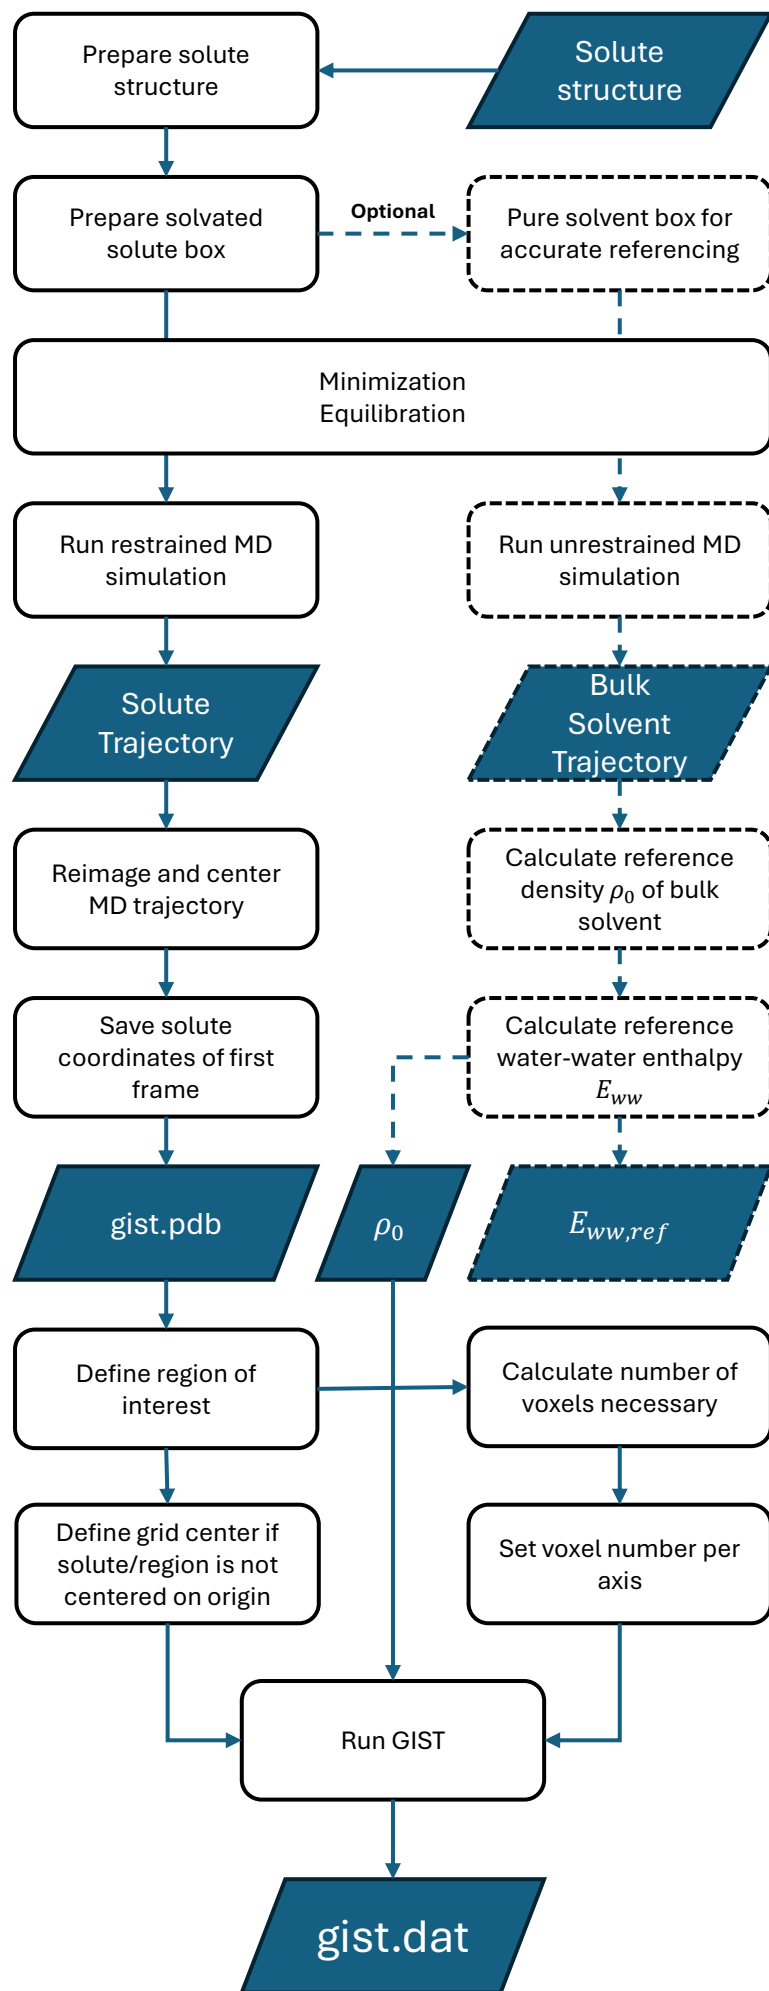 Prepare solute
structure
Solute
structure
Prepare solvated
solute box
Optional
Pure solvent box for
accurate referencing
Minimization
Equilibration
Run restrained MD
simulation
Run unrestrained MD
simulation
Solute
Trajectory
Bulk
Solvent
Trajectory
Reimage and center
MD trajectory
Calculate reference
density ρ₀ of bulk
solvent
Save solute
coordinates of first
frame
Calculate reference
water-water enthalpy
E_{ww}
gist.pdb
ρ₀
E_{ww,ref}
Define region of
interest
Calculate number of
voxels necessary
Define grid center if
solute/region is not
centered on origin
Set voxel number per
axis
Run GIST
gist.dat